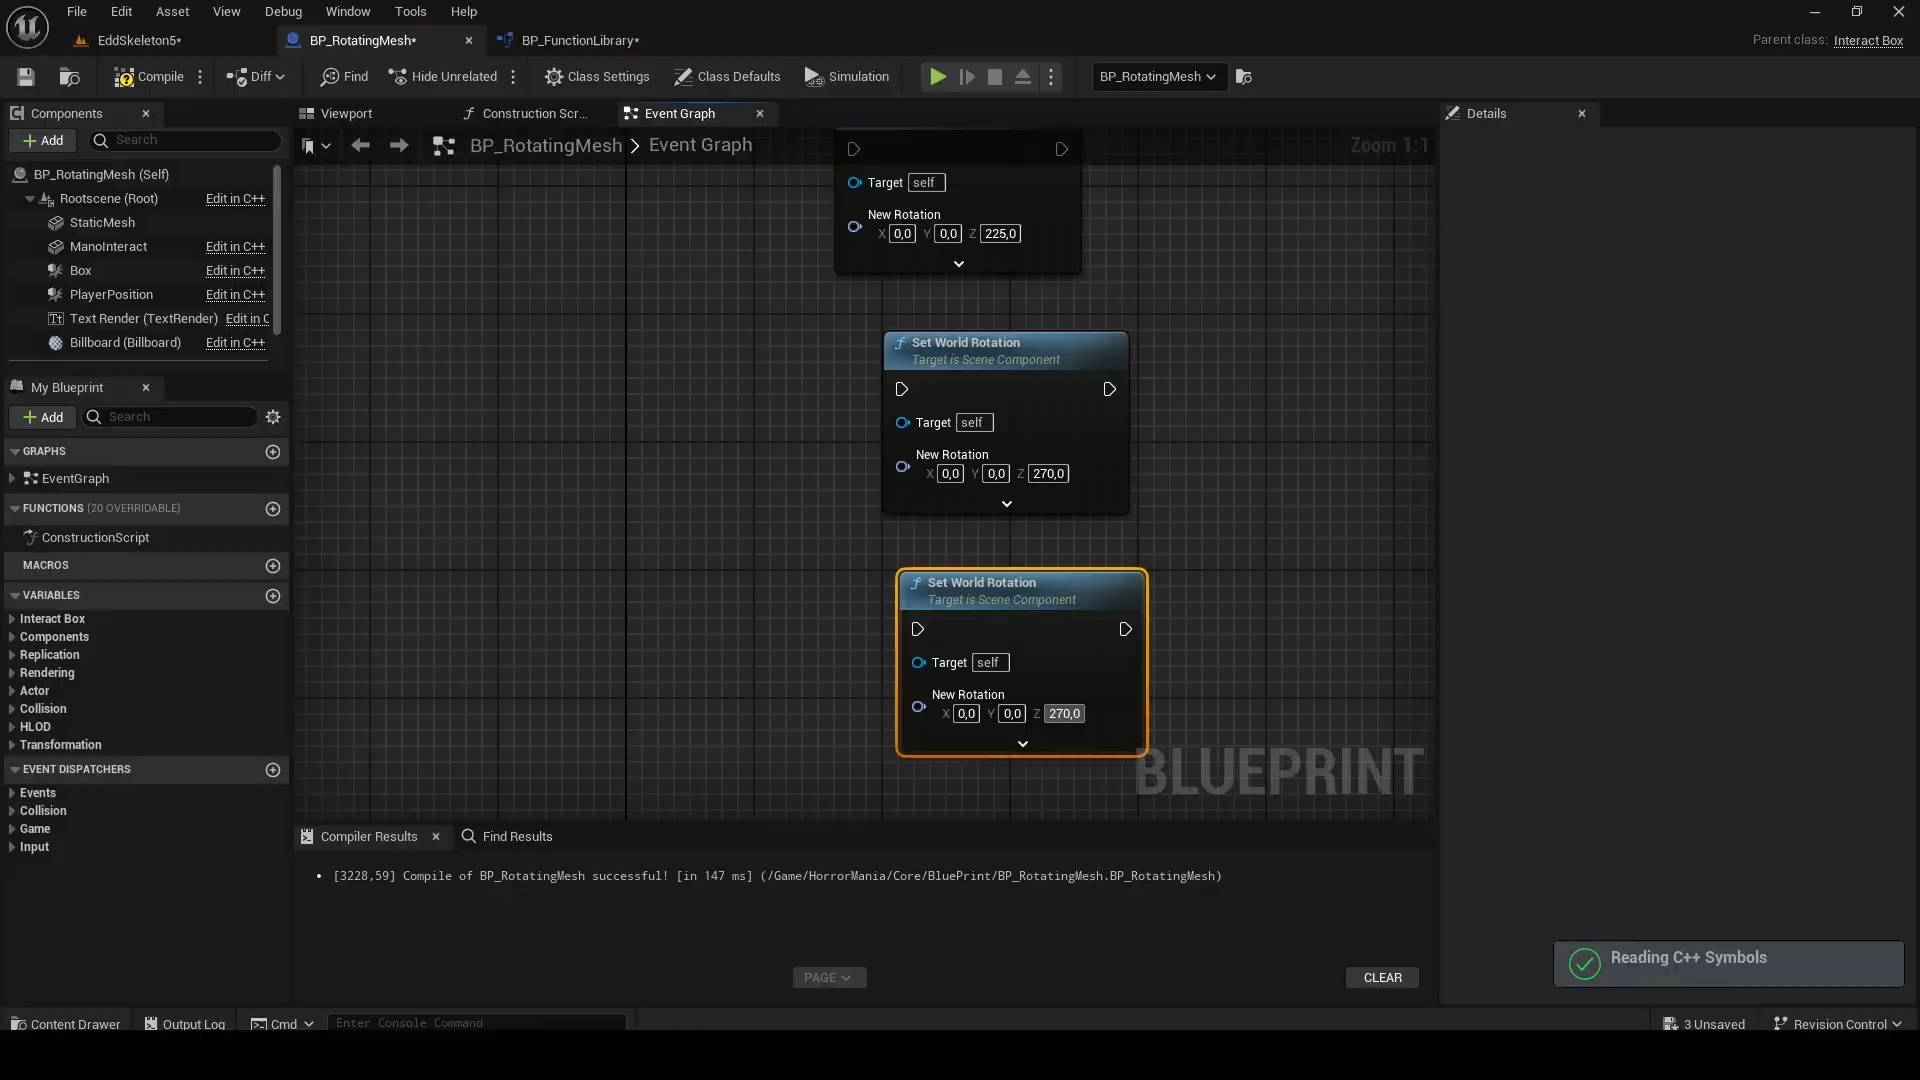 File Edit Asset View Debug Window Tools Help
EddSkeleton5* BP_RotatingMesh* BP_FunctionLibrary* Parent class: Interact Box
Compile Diff Find Hide Unrelated Class Settings Class Defaults Simulation BP_RotatingMesh
Components Viewport Construction Scr... Event Graph Details
Add Search BP_RotatingMesh > Event Graph Zoom 1:1
BP_RotatingMesh (Self)
Rootscene (Root) Edit in C++
StaticMesh
ManoInteract Edit in C++
Box Edit in C++
PlayerPosition Edit in C++
Text Render (TextRender) Edit in C
Billboard (Billboard) Edit in C++
My Blueprint
Add Search
GRAPHS
EventGraph
FUNCTIONS (20 OVERRIDABLE)
ConstructionScript
MACROS
VARIABLES
Interact Box
Components
Replication
Rendering
Actor
Collision
HLOD
Transformation
EVENT DISPATCHERS
Events
Collision
Game
Input
Target self
New Rotation
X 0,0 Y 0,0 Z 225,0
Set World Rotation
Target is Scene Component
Target self
New Rotation
X 0,0 Y 0,0 Z 270,0
Set World Rotation
Target is Scene Component
Target self
New Rotation
X 0,0 Y 0,0 Z 270,0
BLUEPRINT
Compiler Results Find Results
[3228,59] Compile of BP_RotatingMesh successful! [in 147 ms] (/Game/HorrorMania/Core/BluePrint/BP_RotatingMesh.BP_RotatingMesh)
Reading C++ Symbols
PAGE CLEAR
Content Drawer Output Log Cmd Enter Console Command 3 Unsaved Revision Control